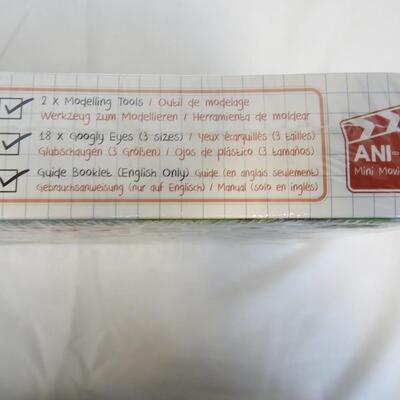 2 x Modelling Tools / Outil de modelage
Werkzeug zum Modellieren / Herramienta de moldear
18 x Googly Eyes (3 sizes) / Yeux écarquillés (3 tailles)
Glubschaugen (3 Größen) / Ojos de plástico (3 tamaños)
Guide Booklet (English Only) Guide (en anglais seulement)
Gebrauchsanweisung (nur auf Englisch) / Manual (solo en inglés)
ANI-
Mini Movi